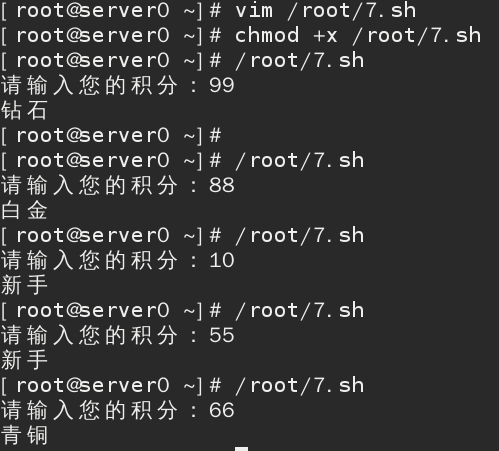 [root@server0 ~]# vim /root/7.sh
[root@server0 ~]# chmod +x /root/7.sh
[root@server0 ~]# /root/7.sh
请输入您的积分：99
钻石
[root@server0 ~]#
[root@server0 ~]# /root/7.sh
请输入您的积分：88
白金
[root@server0 ~]# /root/7.sh
请输入您的积分：10
新手
[root@server0 ~]# /root/7.sh
请输入您的积分：55
新手
[root@server0 ~]# /root/7.sh
请输入您的积分：66
青铜